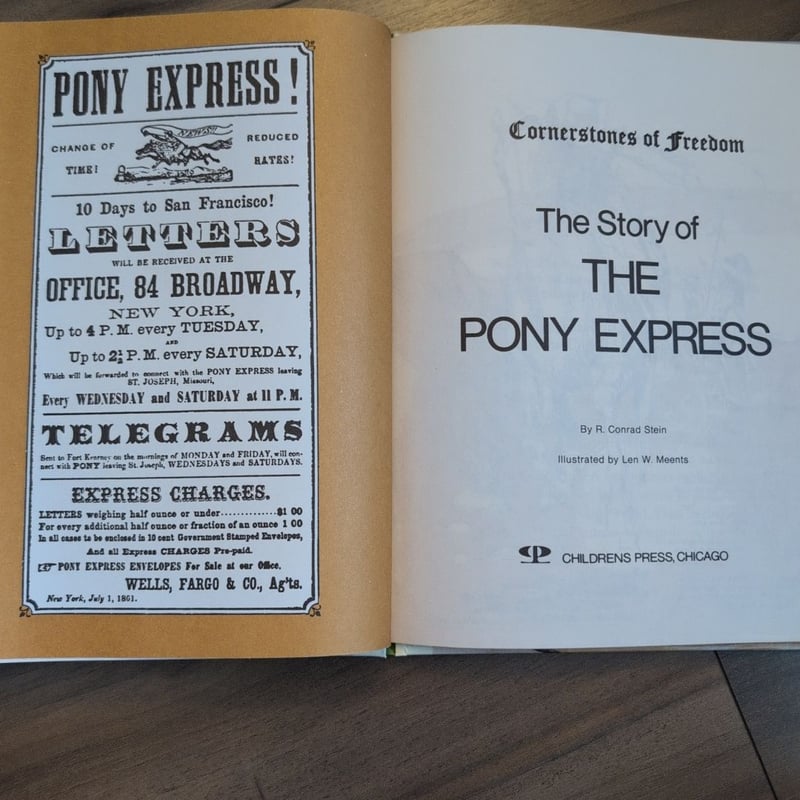 PONY EXPRESS!
CHANGE OF
TIME!
REDUCED
RATES!
10 Days to San Francisco!
LETTERS
WILL BE RECEIVED AT THE
OFFICE, 84 BROADWAY,
NEW YORK,
Up to 4 P. M. every TUESDAY,
AND
Up to 2½ P. M. every SATURDAY,
Which will be forwarded to connect with the PONY EXPRESS leaving
ST. JOSEPH, Missouri,
Every WEDNESDAY and SATURDAY at 11 P. M.
TELEGRAMS
Sent to Fort Kearney on the mornings of MONDAY and FRIDAY, will con-
nect with PONY leaving St. Joseph, WEDNESDAYS and SATURDAYS.
EXPRESS CHARGES.
LETTERS weighing half ounce or under..............$1 00
For every additional half ounce or fraction of an ounce 1 00
In all cases to be enclosed in 10 cent Government Stamped Envelopes,
And all Express CHARGES Pre-paid.
☞ PONY EXPRESS ENVELOPES For Sale at our Office.
WELLS, FARGO & CO., Ag'ts.
New York, July 1, 1861.
Cornerstones of Freedom
The Story of
THE
PONY EXPRESS
By R. Conrad Stein
Illustrated by Len W. Meents
CHILDRENS PRESS, CHICAGO